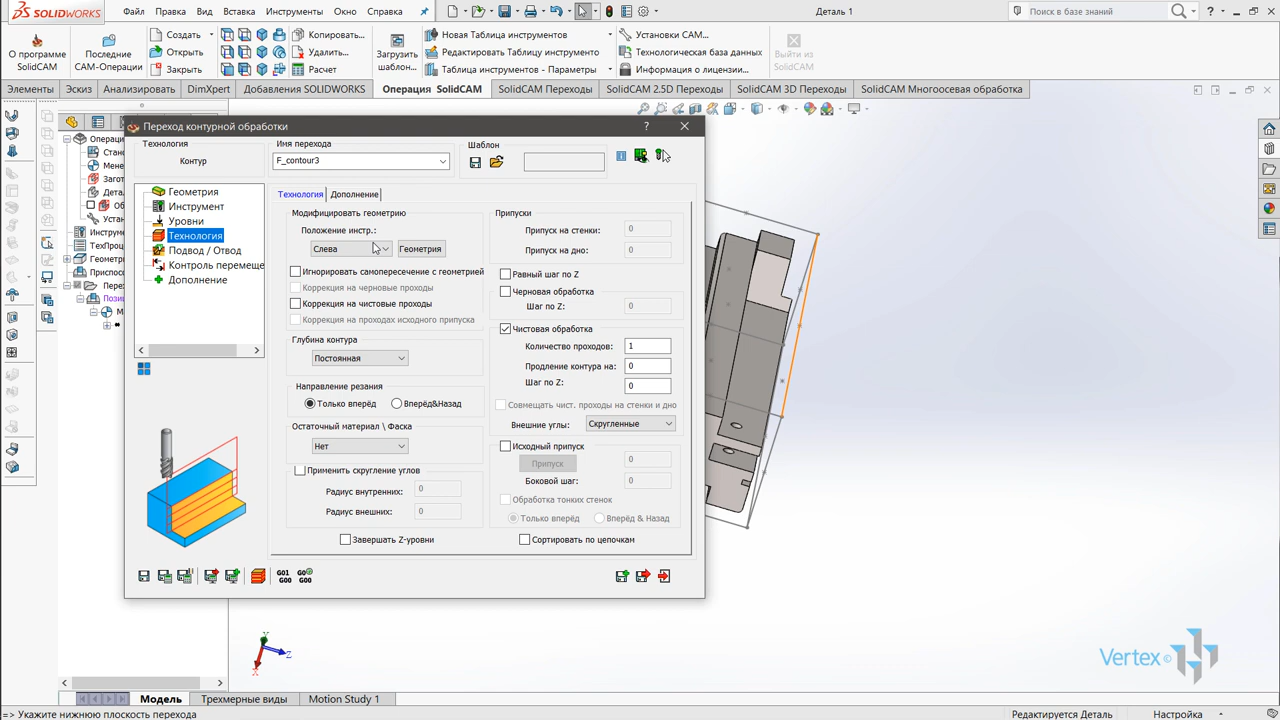 SOLIDWORKS
Файл Правка Вид Вставка Инструменты Окно Справка
Деталь 1
Поиск в базе знаний
О программе SolidCAM
Последние CAM-Операции
Создать
Открыть
Закрыть
Копировать...
Удалить...
Расчет
Загрузить шаблон...
Новая Таблица инструментов
Редактировать Таблицу инструменто
Таблица инструментов - Параметры
Установки САМ...
Технологическая база данных
Информация о лицензии...
Выйти из SolidCAM
Элементы Эскиз Анализировать DimXpert Добавления SOLIDWORKS Операция SolidCAM SolidCAM Переходы SolidCAM 2.5D Переходы SolidCAM 3D Переходы SolidCAM Многоосевая обработка
Операци
Стан
Мене
Загот
Дета
Об
Устан
Инструме
ТехПроц
Геометри
Приспос
Перех
Позиц
М
Переход контурной обработки
?
Технология
Контур
Имя перехода
F_contour3
Шаблон
Геометрия
Инструмент
Уровни
Технология
Подвод / Отвод
Контроль перемеще
Дополнение
Технология Дополнение
Модифицировать геометрию
Положение инстр.:
Слева
Геометрия
Игнорировать самопересечение с геометрией
Коррекция на черновые проходы
Коррекция на чистовые проходы
Коррекция на проходах исходного припуска
Глубина контура
Постоянная
Направление резания
Только вперёд Вперёд&Назад
Остаточный материал \ Фаска
Нет
Применить скругление углов
Радиус внутренних: 0
Радиус внешних: 0
Завершать Z-уровни
Припуски
Припуск на стенки: 0
Припуск на дно: 0
Равный шаг по Z
Черновая обработка
Шаг по Z: 0
Чистовая обработка
Количество проходов: 1
Продление контура на: 0
Шаг по Z: 0
Совмещать чист. проходы на стенки и дно
Внешние углы: Скругленные
Исходный припуск
Припуск 0
Боковой шаг: 0
Обработка тонких стенок
Только вперёд Вперёд & Назад
Сортировать по цепочкам
G01 G00
G0 G00
Y
Z
X
Vertex ©
Модель Трехмерные виды Motion Study 1
Укажите нижнюю плоскость перехода
Редактируется Деталь
Настройка